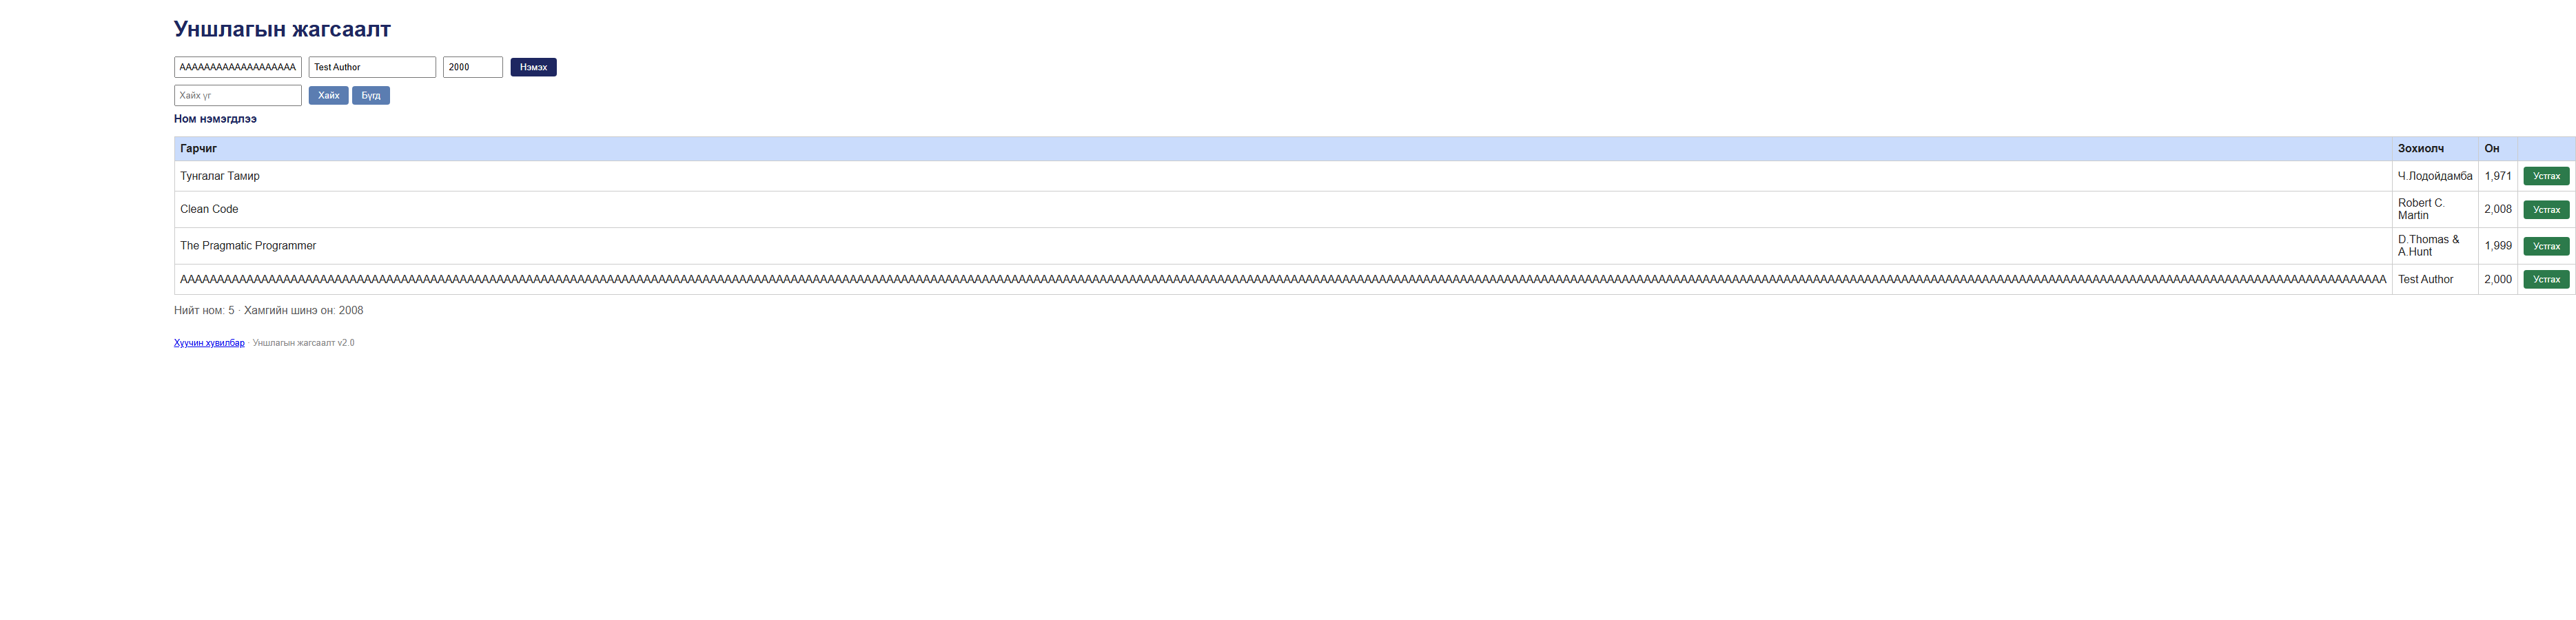 Уншлагын жагсаалт
AAAAAAAAAAAAAAAAAAA Test Author 2000 Нэмэх
Хайх үг Хайх Бүгд
Ном нэмэгдлээ
Гарчиг Зохиолч Он
Тунгалаг Тамир Ч.Лодойдамба 1,971 Устгах
Clean Code Robert C. Martin 2,008 Устгах
The Pragmatic Programmer D.Thomas & A.Hunt 1,999 Устгах
Test Author 2,000 Устгах
Нийт ном: 5 · Хамгийн шинэ он: 2008
Хуучин хувилбар · Уншлагын жагсаалт v2.0